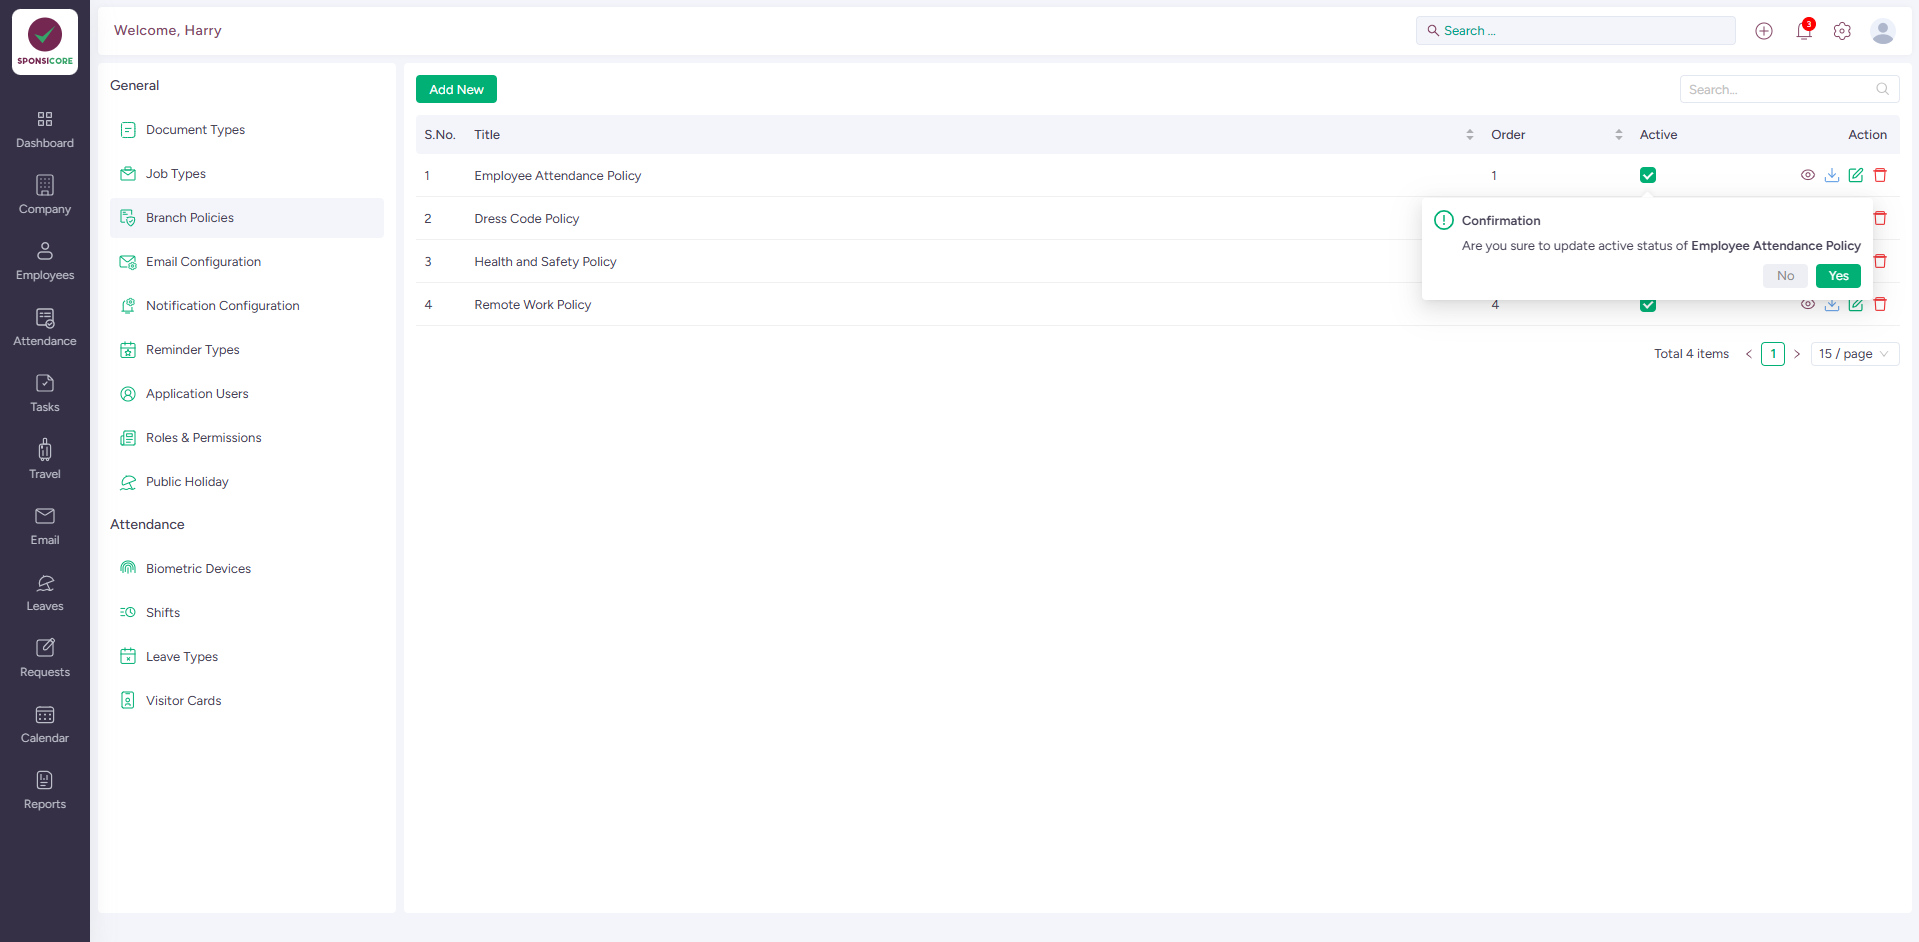 SPONSICORE
Dashboard
Company
Employees
Attendance
Tasks
Travel
Email
Leaves
Requests
Calendar
Reports
Welcome, Harry
Search ...
3
General
Document Types
Job Types
Branch Policies
Email Configuration
Notification Configuration
Reminder Types
Application Users
Roles & Permissions
Public Holiday
Attendance
Biometric Devices
Shifts
Leave Types
Visitor Cards
Add New
Search...
S.No. Title Order Active Action
1 Employee Attendance Policy 1
2 Dress Code Policy
3 Health and Safety Policy
4 Remote Work Policy 4
Confirmation
Are you sure to update active status of Employee Attendance Policy
No Yes
Total 4 items < 1 > 15 / page